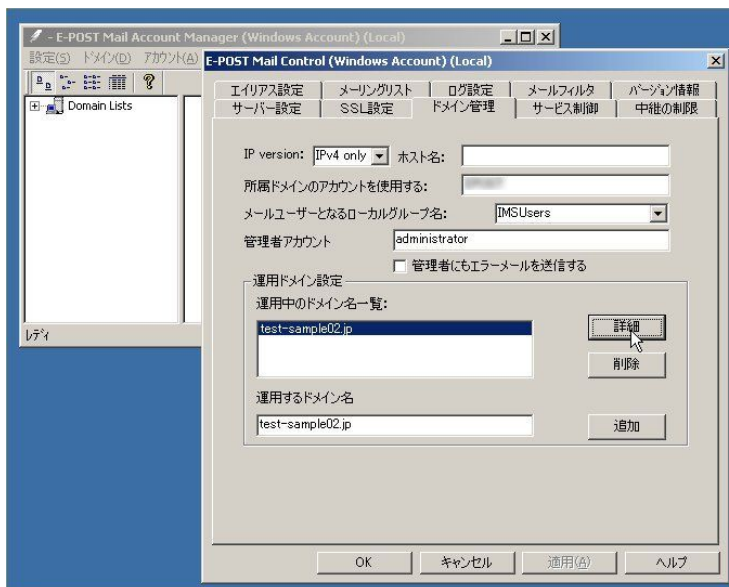 - E-POST Mail Account Manager (Windows Account) (Local)
設定(S) ドメイン(D) アカウント(A)
Domain Lists
レディ
E-POST Mail Control (Windows Account) (Local)
エイリアス設定 メーリングリスト ログ設定 メールフィルタ バージョン情報
サーバー設定 SSL設定 ドメイン管理 サービス制御 中継の制限
IP version: IPv4 only ホスト名:
所属ドメインのアカウントを使用する:
メールユーザーとなるローカルグループ名: IMSUsers
管理者アカウント administrator
管理者にもエラーメールを送信する
運用ドメイン設定
運用中のドメイン名一覧:
test-sample02.jp
詳細
削除
運用するドメイン名
test-sample02.jp 追加
OK キャンセル 適用(A) ヘルプ